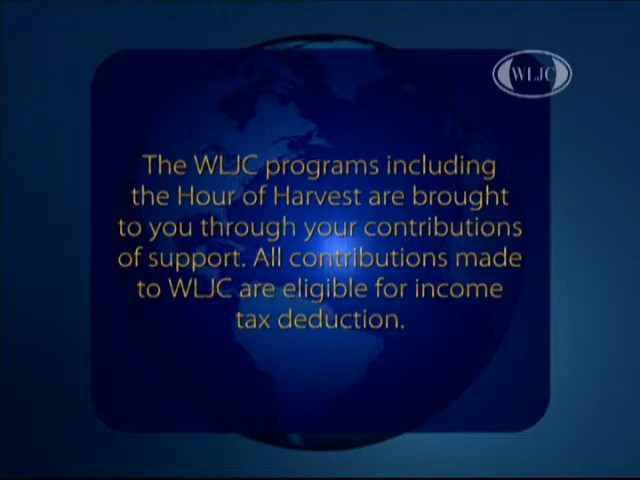 WLJC
The WLJC programs including
the Hour of Harvest are brought
to you through your contributions
of support. All contributions made
to WLJC are eligible for income
tax deduction.